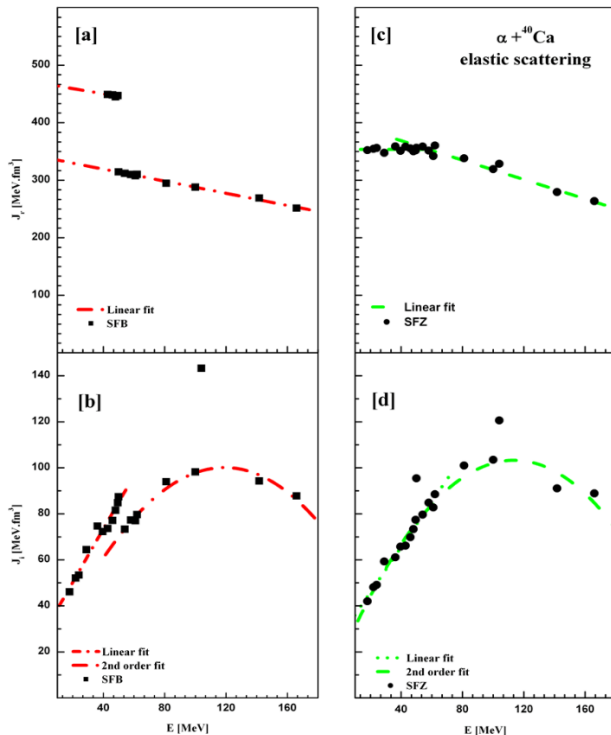 [a]
500
400
300
200
100
J_v [MeV.fm³]
Linear fit
SFB
[c]
α + ⁴⁰Ca
elastic scattering
Linear fit
SFZ
[b]
140
120
100
80
60
40
20
J_i [MeV.fm³]
Linear fit
2nd order fit
SFB
40 80 120 160
E [MeV]
[d]
Linear fit
2nd order fit
SFZ
40 80 120 160
E [MeV]